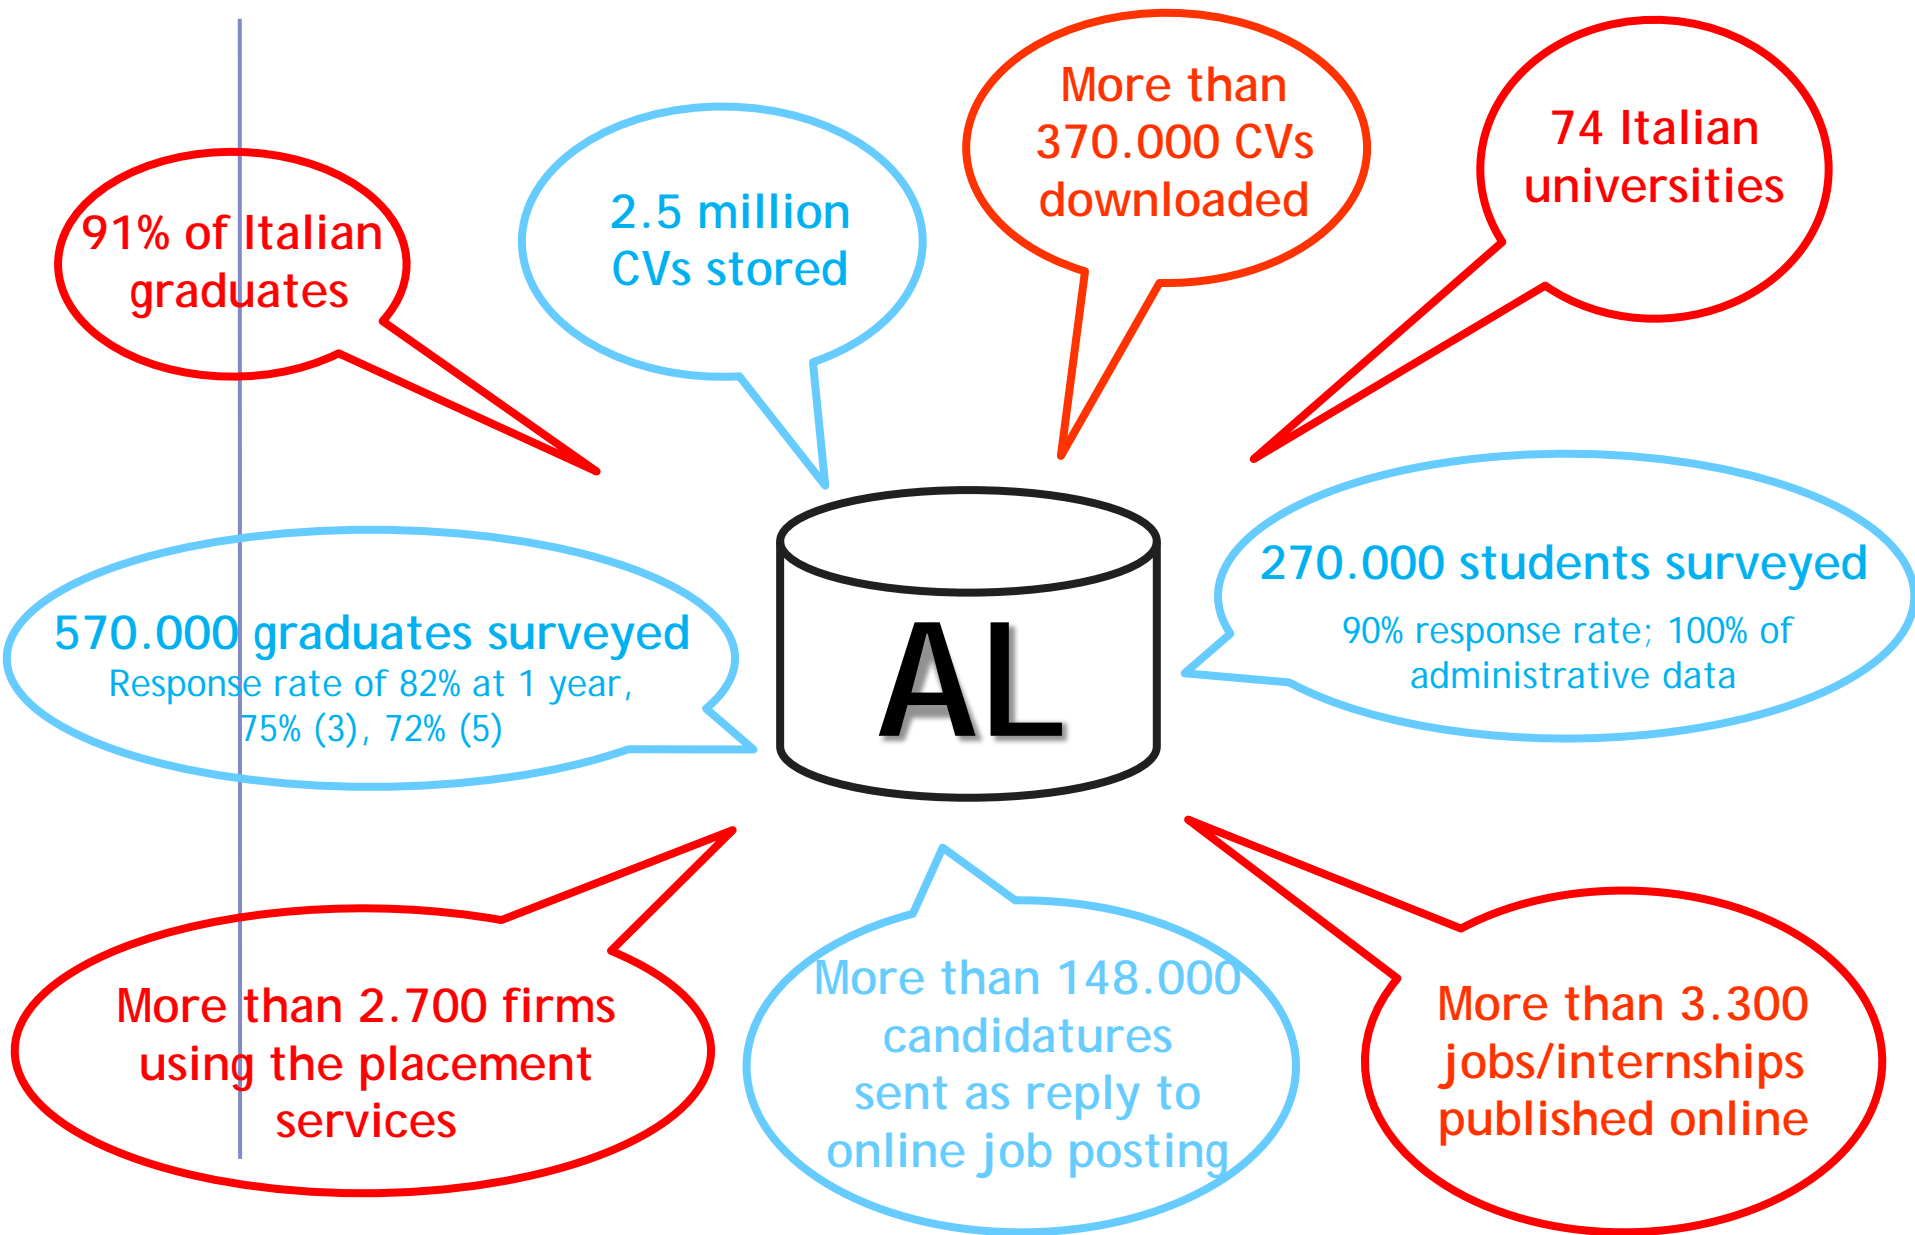 91% of Italian
graduates
2.5 million
CVs stored
More than
370.000 CVs
downloaded
74 Italian
universities
570.000 graduates surveyed
Response rate of 82% at 1 year,
75% (3), 72% (5)
AL
270.000 students surveyed
90% response rate; 100% of
administrative data
More than 2.700 firms
using the placement
services
More than 148.000
candidatures
sent as reply to
online job posting
More than 3.300
jobs/internships
published online